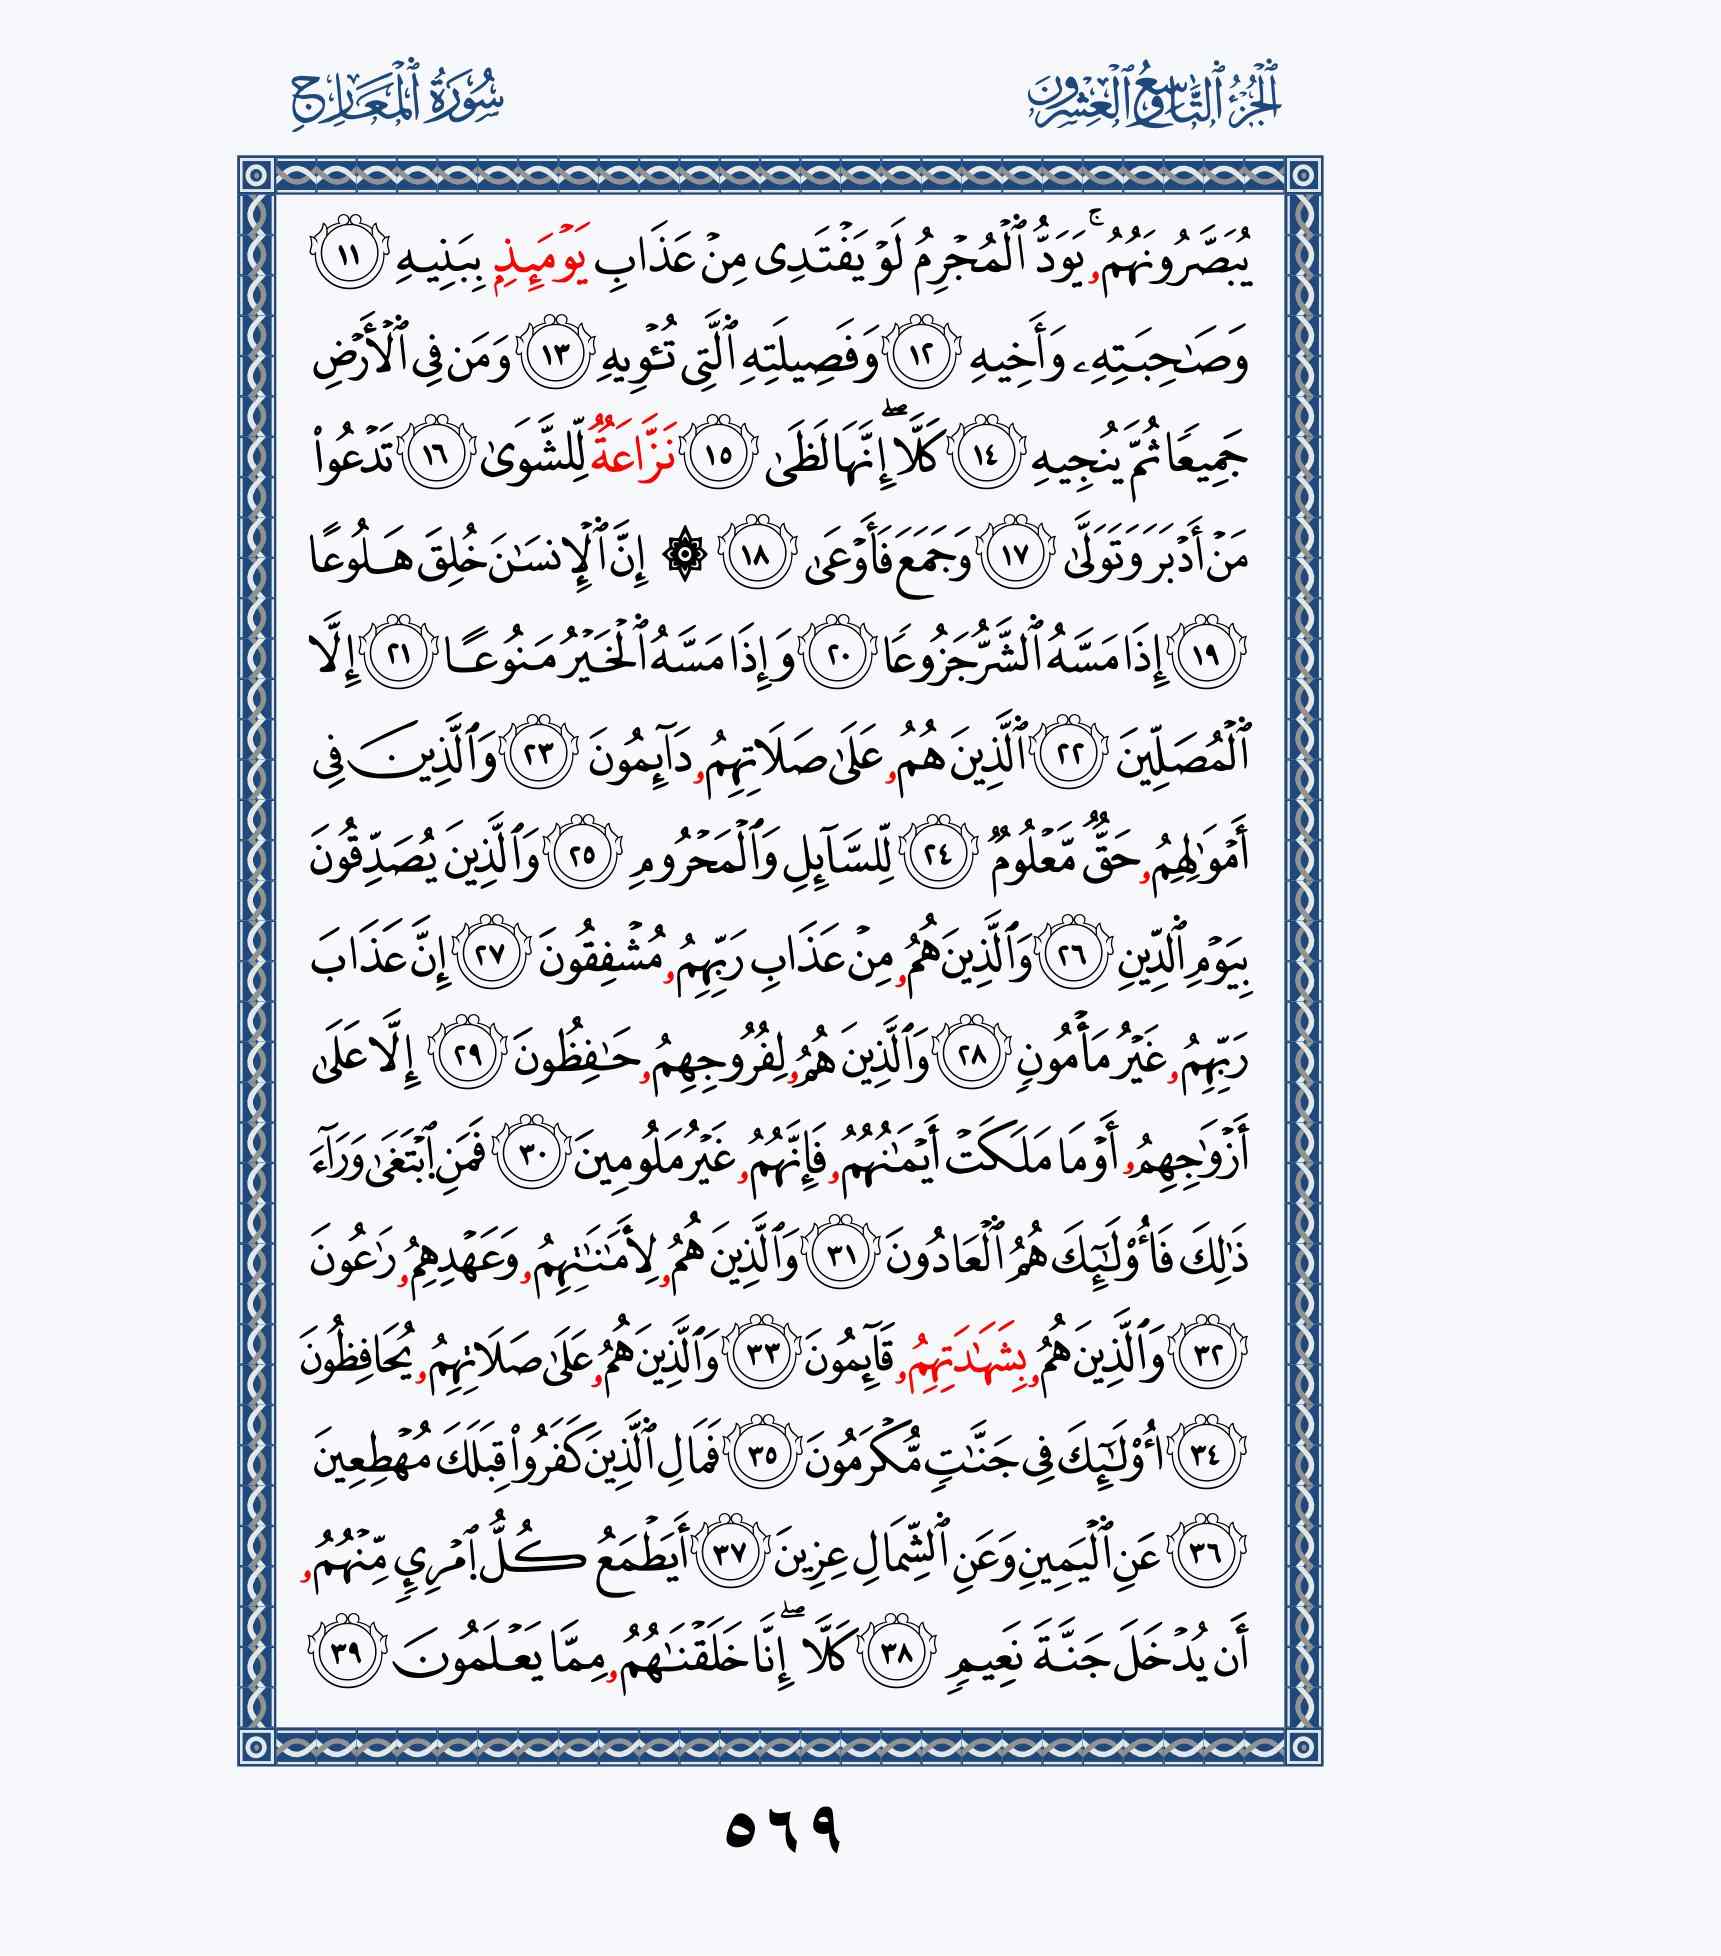 ٱلْجُزْءُ ٱلتَّاسِعُ وَٱلْعِشْرُونَ
سُورَةُ ٱلْمَعَارِجِ
يُبَصَّرُونَهُمُۥۚ يَوَدُّ ٱلْمُجْرِمُ لَوْ يَفْتَدِى مِنْ عَذَابِ يَوْمِئِذِۭ بِبَنِيهِ ١١
وَصَـٰحِبَتِهِۦ وَأَخِيهِ ١٢ وَفَصِيلَتِهِ ٱلَّتِى تُـْٔوِيهِ ١٣ وَمَن فِى ٱلْأَرْضِ
جَمِيعًا ثُمَّ يُنجِيهِ ١٤ كَلَّاۖ إِنَّهَا لَظَىٰ ١٥ نَزَّاعَةٌ لِّلشَّوَىٰ ١٦ تَدْعُوا۟
مَنْ أَدْبَرَ وَتَوَلَّىٰ ١٧ وَجَمَعَ فَأَوْعَىٰ ١٨ ۞ إِنَّ ٱلْإِنسَـٰنَ خُلِقَ هَلُوعًا
١٩ إِذَا مَسَّهُ ٱلشَّرُّ جَزُوعًا ٢٠ وَإِذَا مَسَّهُ ٱلْخَيْرُ مَنُوعًا ٢١ إِلَّا
ٱلْمُصَلِّينَ ٢٢ ٱلَّذِينَ هُمُۥ عَلَىٰ صَلَاتِهِمُۥ دَآئِمُونَ ٢٣ وَٱلَّذِينَ فِى
أَمْوَٰلِهِمُۥ حَقٌّ مَّعْلُومٌ ٢٤ لِّلسَّآئِلِ وَٱلْمَحْرُومِ ٢٥ وَٱلَّذِينَ يُصَدِّقُونَ
بِيَوْمِ ٱلدِّينِ ٢٦ وَٱلَّذِينَ هُمُۥ مِنْ عَذَابِ رَبِّهِمُۥ مُشْفِقُونَ ٢٧ إِنَّ عَذَابَ
رَبِّهِمُۥ غَيْرُ مَأْمُونٍ ٢٨ وَٱلَّذِينَ هُمُۥ لِفُرُوجِهِمُۥ حَـٰفِظُونَ ٢٩ إِلَّا عَلَىٰ
أَزْوَٰجِهِمُۥ أَوْ مَا مَلَكَتْ أَيْمَـٰنُهُمُۥ فَإِنَّهُمُۥ غَيْرُ مَلُومِينَ ٣٠ فَمَنِ ٱبْتَغَىٰ وَرَآءَ
ذَٰلِكَ فَأُو۟لَـٰٓئِكَ هُمُ ٱلْعَادُونَ ٣١ وَٱلَّذِينَ هُمُۥ لِأَمَـٰنَـٰتِهِمُۥ وَعَهْدِهِمُۥ رَٰعُونَ
٣٢ وَٱلَّذِينَ هُمُۥ بِشَهَـٰدَتِهِمُۥ قَآئِمُونَ ٣٣ وَٱلَّذِينَ هُمُۥ عَلَىٰ صَلَاتِهِمُۥ يُحَافِظُونَ
٣٤ أُو۟لَـٰٓئِكَ فِى جَنَّـٰتٍ مُّكْرَمُونَ ٣٥ فَمَالِ ٱلَّذِينَ كَفَرُوا۟ قِبَلَكَ مُهْطِعِينَ
٣٦ عَنِ ٱلْيَمِينِ وَعَنِ ٱلشِّمَالِ عِزِينَ ٣٧ أَيَطْمَعُ كُلُّ ٱمْرِئٍ مِّنْهُمُۥ
أَن يُدْخَلَ جَنَّةَ نَعِيمٍ ٣٨ كَلَّاۖ إِنَّا خَلَقْنَـٰهُمُۥ مِمَّا يَعْلَمُونَ ٣٩
٥٦٩